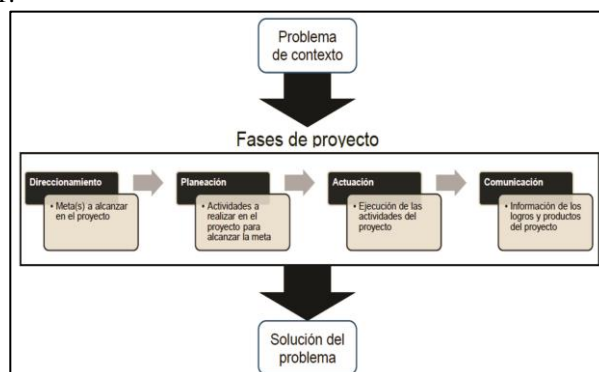 Problema
de contexto
Fases de proyecto
Direccionamiento
• Meta(s) a alcanzar
en el proyecto
Planeación
• Actividades a
realizar en el
proyecto para
alcanzar la meta
Actuación
• Ejecución de las
actividades del
proyecto
Comunicación
• Información de los
logros y productos
del proyecto
Solución del
problema